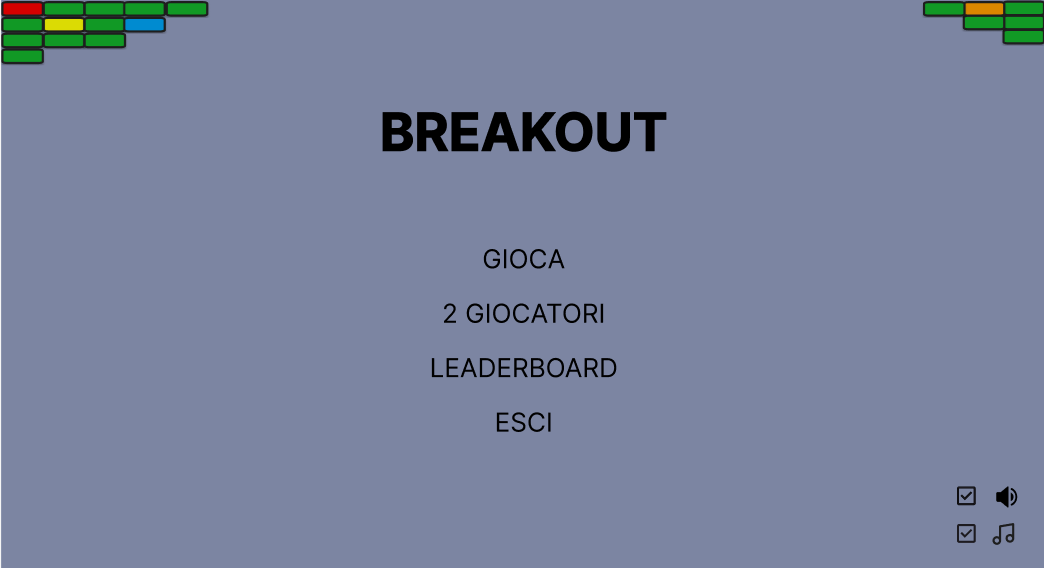 BREAKOUT
GIOCA
2 GIOCATORI
LEADERBOARD
ESCI